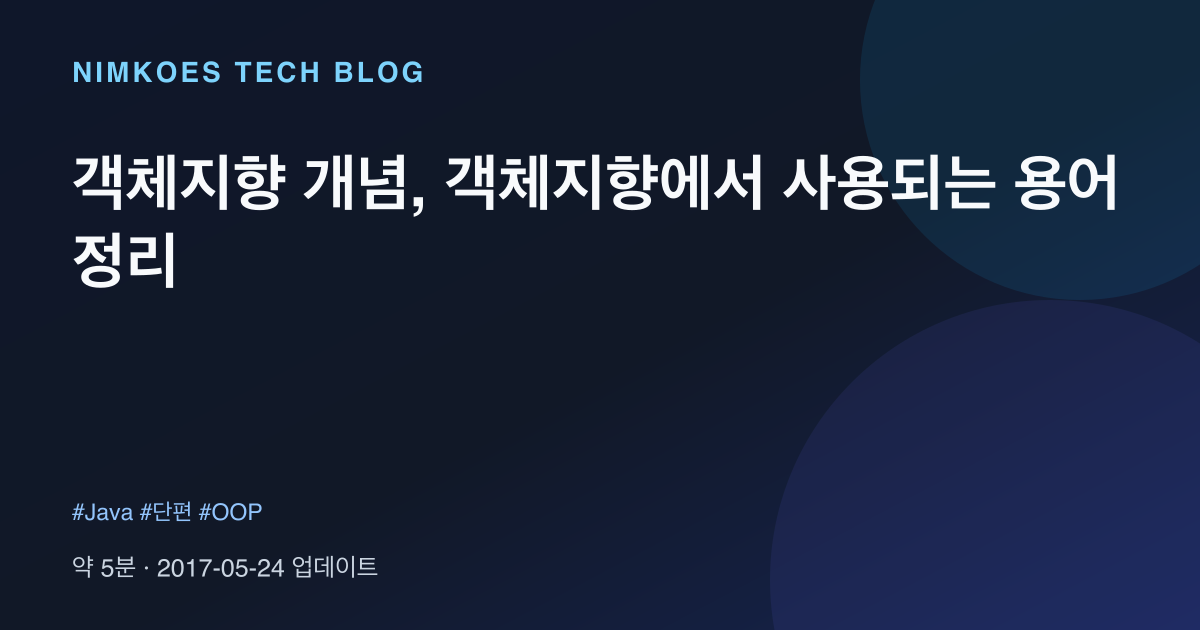 NIMKOES TECH BLOG
객체지향 개념, 객체지향에서 사용되는 용어
정리
#Java #단편 #OOP
약 5분 · 2017-05-24 업데이트